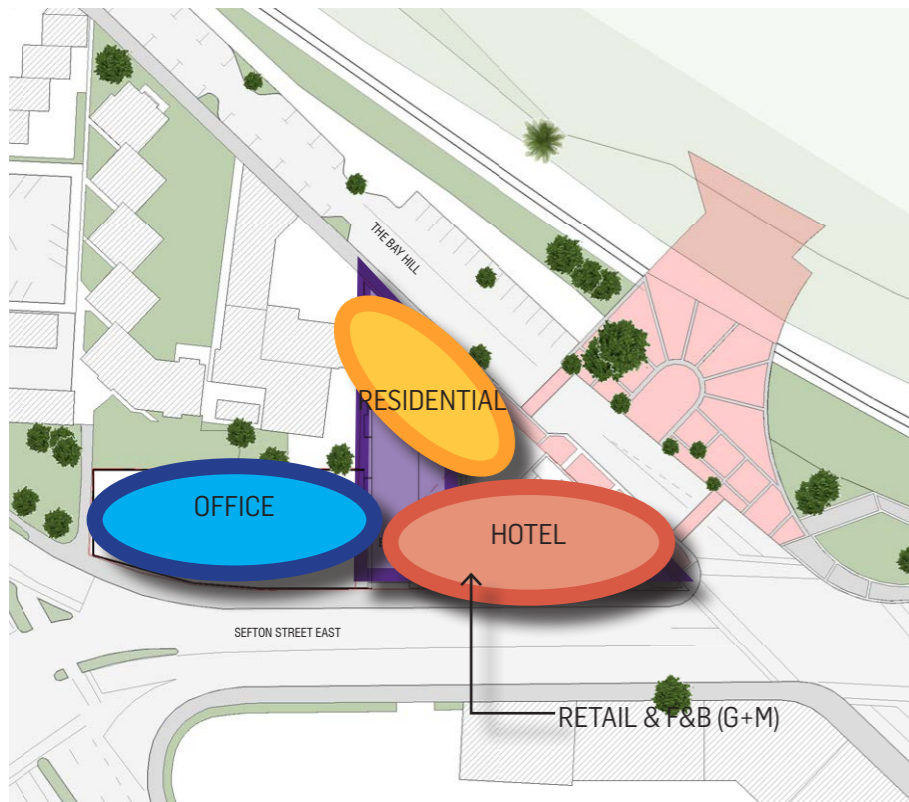 THE BAY HILL
RESIDENTIAL
OFFICE
HOTEL
SEFTON STREET EAST
RETAIL & F&B (G+M)